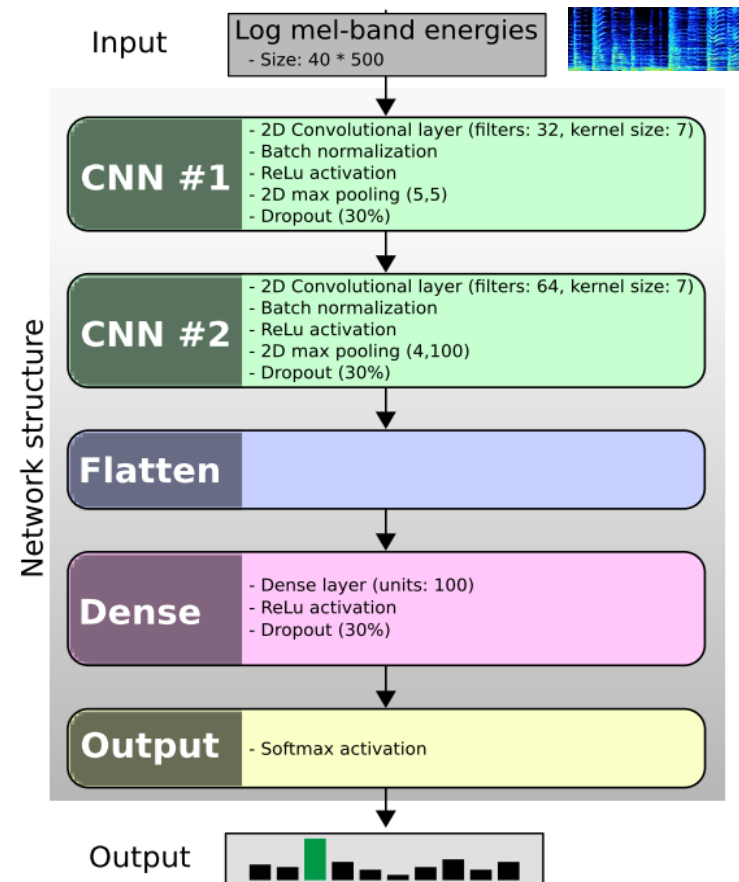 Input
Log mel-band energies
- Size: 40 * 500
Network structure
CNN #1
- 2D Convolutional layer (filters: 32, kernel size: 7)
- Batch normalization
- ReLu activation
- 2D max pooling (5,5)
- Dropout (30%)
CNN #2
- 2D Convolutional layer (filters: 64, kernel size: 7)
- Batch normalization
- ReLu activation
- 2D max pooling (4,100)
- Dropout (30%)
Flatten
Dense
- Dense layer (units: 100)
- ReLu activation
- Dropout (30%)
Output
- Softmax activation
Output